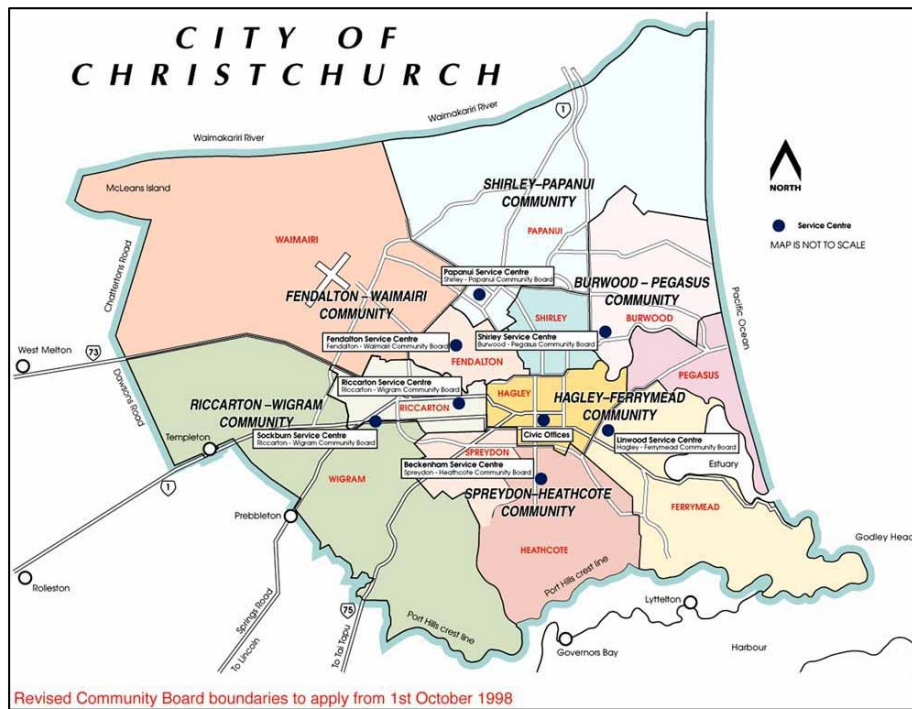 CITY OF
CHRISTCHURCH
Waimakariri River
Waimakariri River
1
McLeans Island
NORTH
Service Centre
MAP IS NOT TO SCALE
SHIRLEY–PAPANUI
COMMUNITY
PAPANUI
WAIMAIRI
Chattertons Road
Papanui Service Centre
Shirley - Papanui Community Board
BURWOOD – PEGASUS
COMMUNITY
FENDALTON –WAIMAIRI
COMMUNITY
SHIRLEY
BURWOOD
Pacific Ocean
Fendalton Service Centre
Fendalton - Waimairi Community Board
Shirley Service Centre
Burwood - Pegasus Community Board
West Melton
73
FENDALTON
PEGASUS
Dawsons Road
Riccarton Service Centre
Riccarton - Wigram Community Board
HAGLEY
HAGLEY–FERRYMEAD
COMMUNITY
RICCARTON –WIGRAM
COMMUNITY
RICCARTON
Civic Offices
Sockburn Service Centre
Riccarton - Wigram Community Board
Linwood Service Centre
Hagley - Ferrymead Community Board
Templeton
SPREYDON
Beckenham Service Centre
Spreydon - Heathcote Community Board
Estuary
WIGRAM
1
SPREYDON–HEATHCOTE
COMMUNITY
FERRYMEAD
Prebbleton
Godley Head
HEATHCOTE
Rolleston
Port Hills crest line
Lyttelton
Springs Road
75
Port Hills crest line
To Lincoln
To Tai Tapu
Governors Bay
Harbour
Revised Community Board boundaries to apply from 1st October 1998